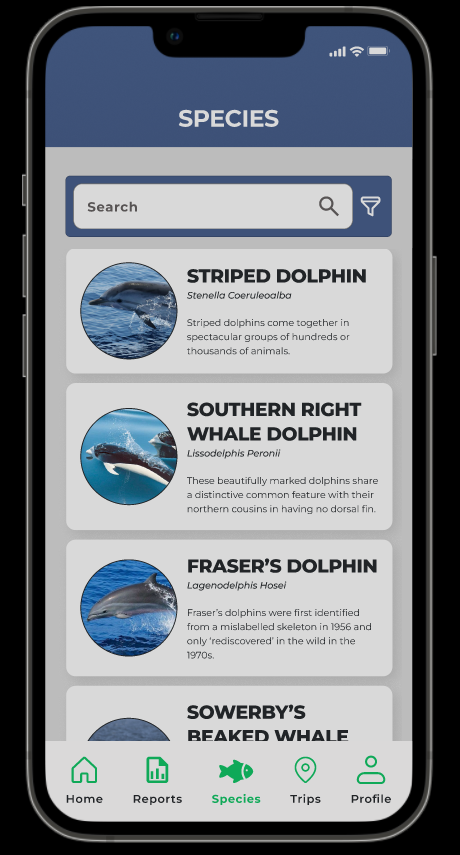 SPECIES
Search
STRIPED DOLPHIN
Stenella Coeruleoalba
Striped dolphins come together in
spectacular groups of hundreds or
thousands of animals.
SOUTHERN RIGHT
WHALE DOLPHIN
Lissodelphis Peronii
These beautifully marked dolphins share
a distinctive common feature with their
northern cousins in having no dorsal fin.
FRASER'S DOLPHIN
Lagenodelphis Hosei
Fraser's dolphins were first identified
from a mislabelled skeleton in 1956 and
only ‘rediscovered’ in the wild in the
1970s.
SOWERBY'S
BEAKED WHALE
Home Reports Species Trips Profile